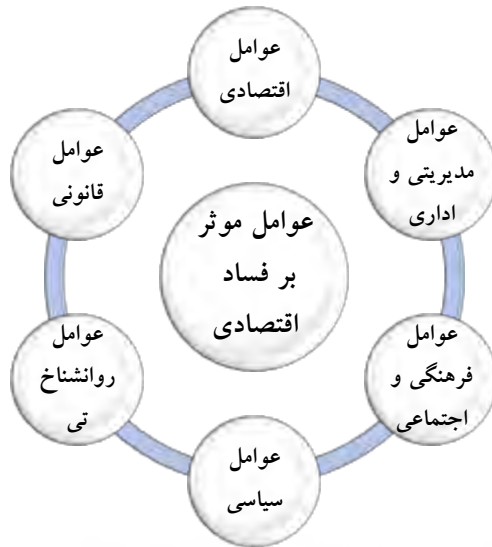 عوامل
اقتصادی
عوامل
مدیریتی و
اداری
عوامل
قانونی
عوامل موثر
بر فساد
اقتصادی
عوامل
فرهنگی و
اجتماعی
عوامل
روانشناخ
تی
عوامل
سیاسی